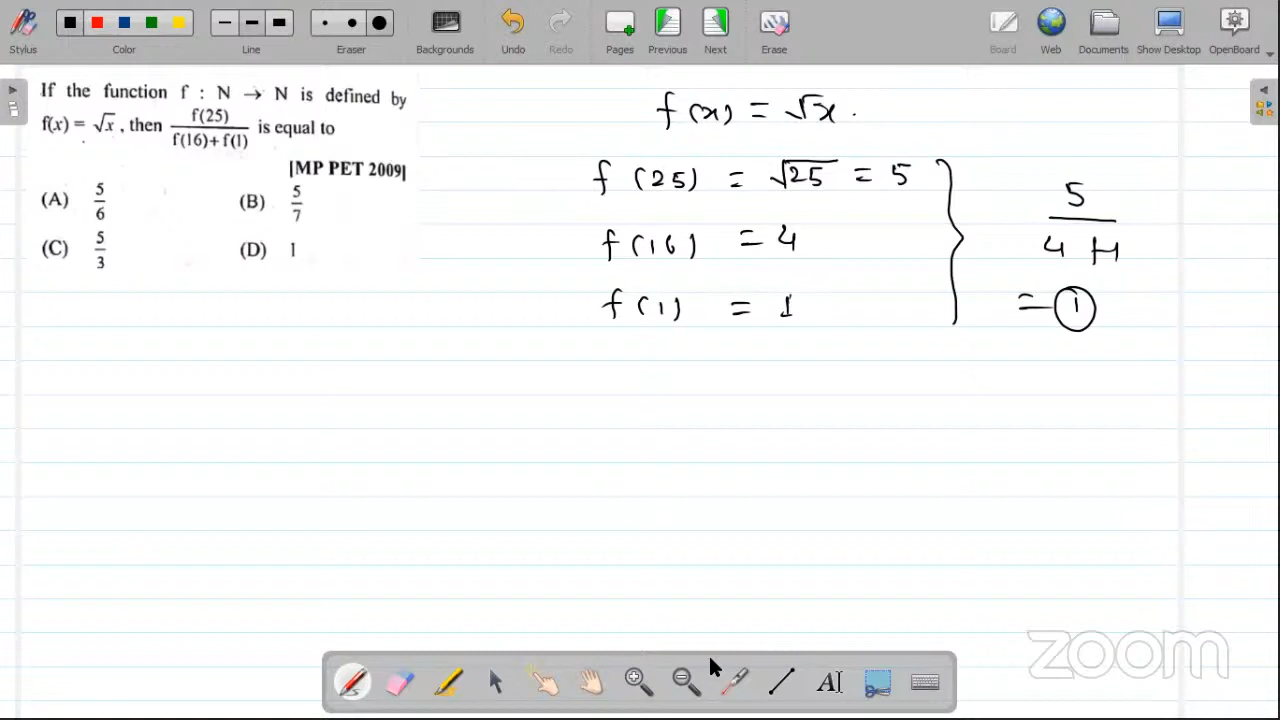 Stylus Color Line Eraser Backgrounds Undo Redo Pages Previous Next Erase Board Web Documents Show Desktop OpenBoard
If the function f : N → N is defined by
f(x) = √x , then f(25)/(f(16)+f(1)) is equal to
[MP PET 2009]
(A) 5/6 (B) 5/7
(C) 5/3 (D) 1
f(x) = √x .
f(25) = √25 = 5
f(16) = 4
f(1) = 1
5
4 +1
= 1
zoom